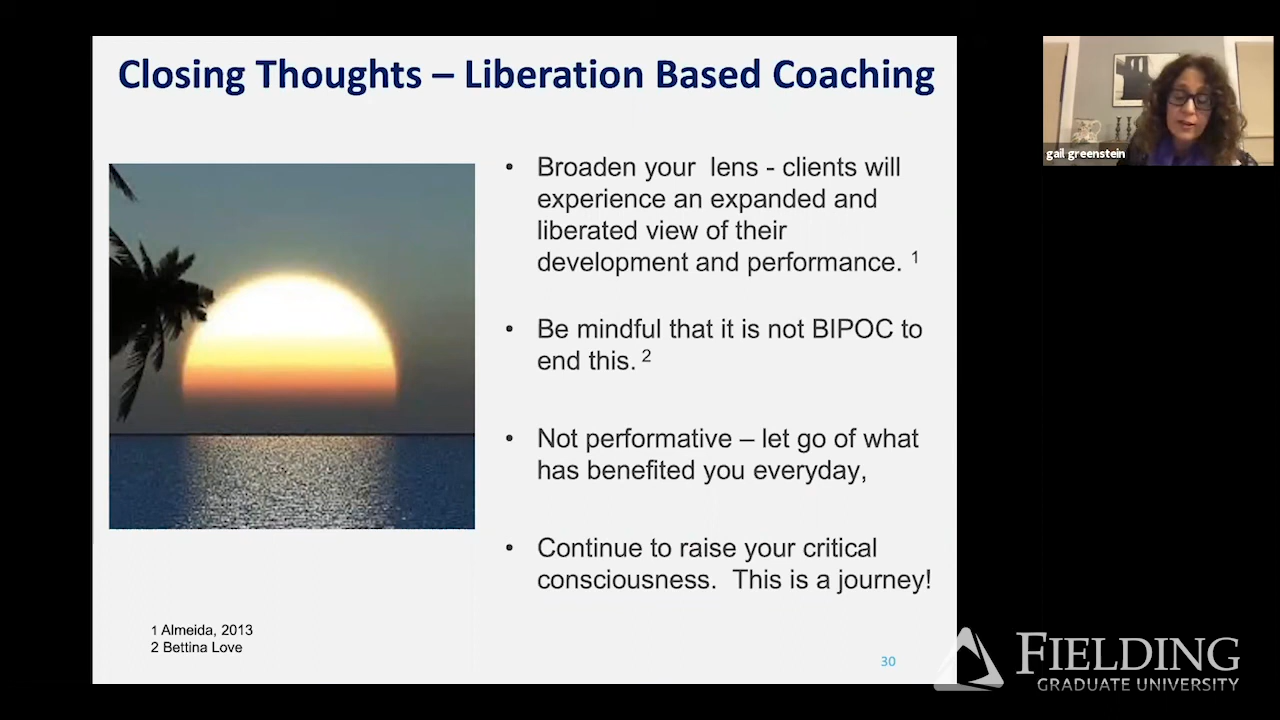 Closing Thoughts – Liberation Based Coaching
• Broaden your lens - clients will
experience an expanded and
liberated view of their
development and performance. 1
• Be mindful that it is not BIPOC to
end this. 2
• Not performative – let go of what
has benefited you everyday,
• Continue to raise your critical
consciousness. This is a journey!
1 Almeida, 2013
2 Bettina Love
30
gail greenstein
FIELDING
GRADUATE UNIVERSITY